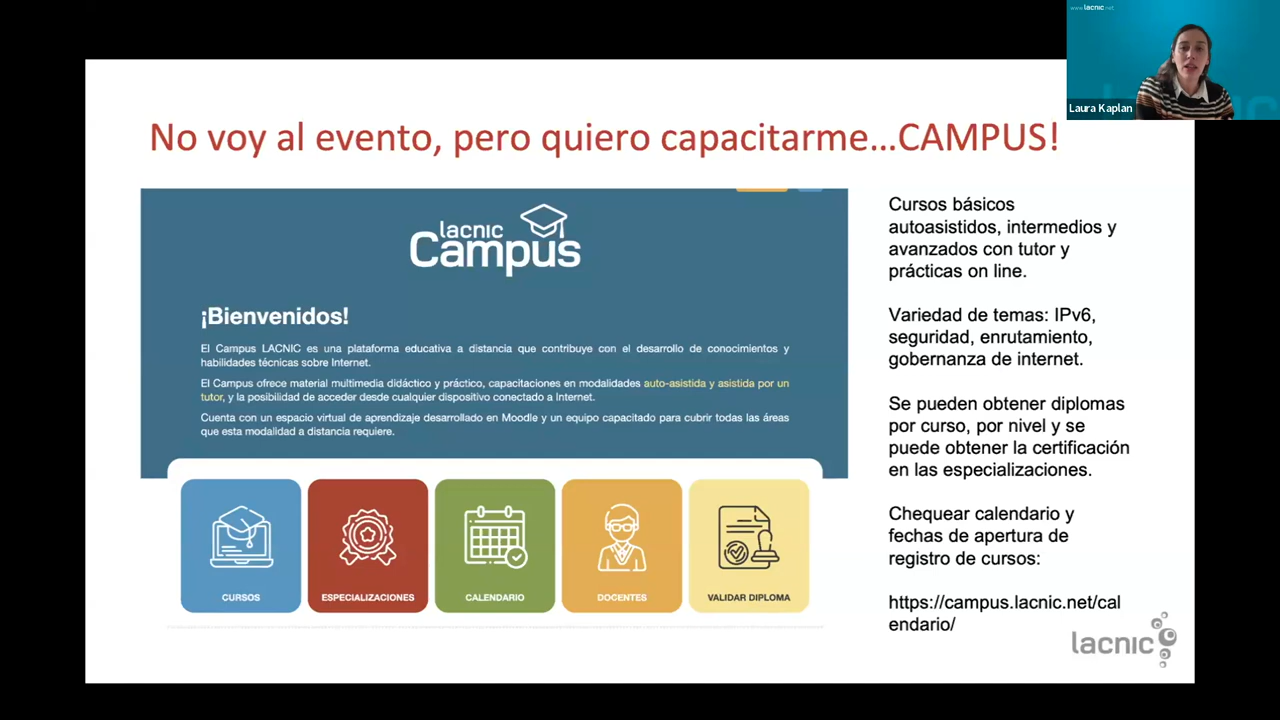 www.lacnic.net
Laura Kaplan
No voy al evento, pero quiero capacitarme...CAMPUS!
lacnic
Campus
¡Bienvenidos!
El Campus LACNIC es una plataforma educativa a distancia que contribuye con el desarrollo de conocimientos y
habilidades técnicas sobre Internet.
El Campus ofrece material multimedia didáctico y práctico, capacitaciones en modalidades auto-asistida y asistida por un
tutor, y la posibilidad de acceder desde cualquier dispositivo conectado a Internet.
Cuenta con un espacio virtual de aprendizaje desarrollado en Moodle y un equipo capacitado para cubrir todas las áreas
que esta modalidad a distancia requiere.
CURSOS
ESPECIALIZACIONES
CALENDARIO
DOCENTES
VALIDAR DIPLOMA
Cursos básicos
autoasistidos, intermedios y
avanzados con tutor y
prácticas on line.
Variedad de temas: IPv6,
seguridad, enrutamiento,
gobernanza de internet.
Se pueden obtener diplomas
por curso, por nivel y se
puede obtener la certificación
en las especializaciones.
Chequear calendario y
fechas de apertura de
registro de cursos:
https://campus.lacnic.net/cal
endario/
lacnic